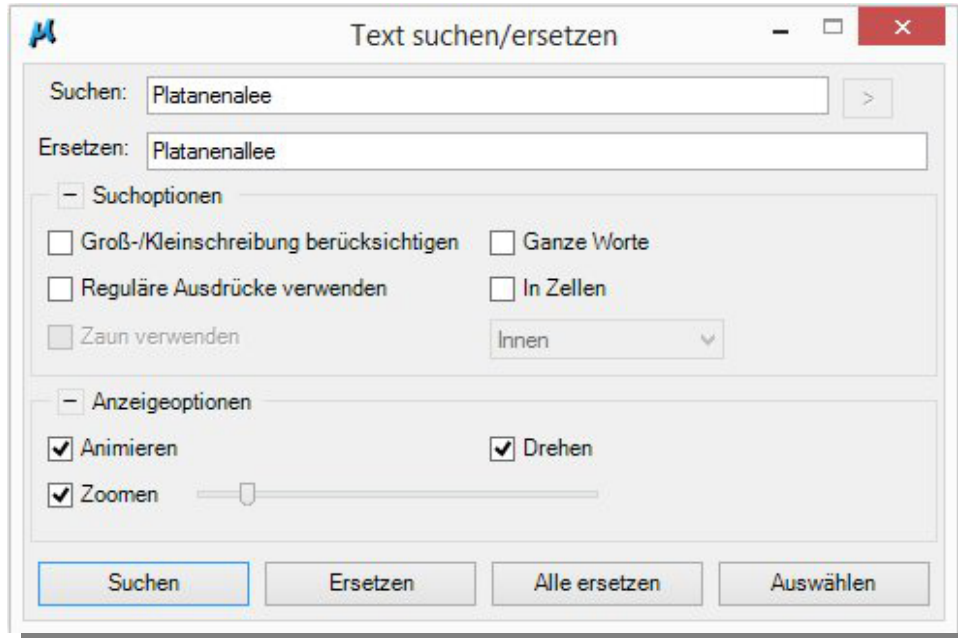 Text suchen/ersetzen
Suchen: Platanenalee >
Ersetzen: Platanenallee
Suchoptionen
Groß-/Kleinschreibung berücksichtigen Ganze Worte
Reguläre Ausdrücke verwenden In Zellen
Zaun verwenden Innen
Anzeigeoptionen
Animieren Drehen
Zoomen
Suchen Ersetzen Alle ersetzen Auswählen